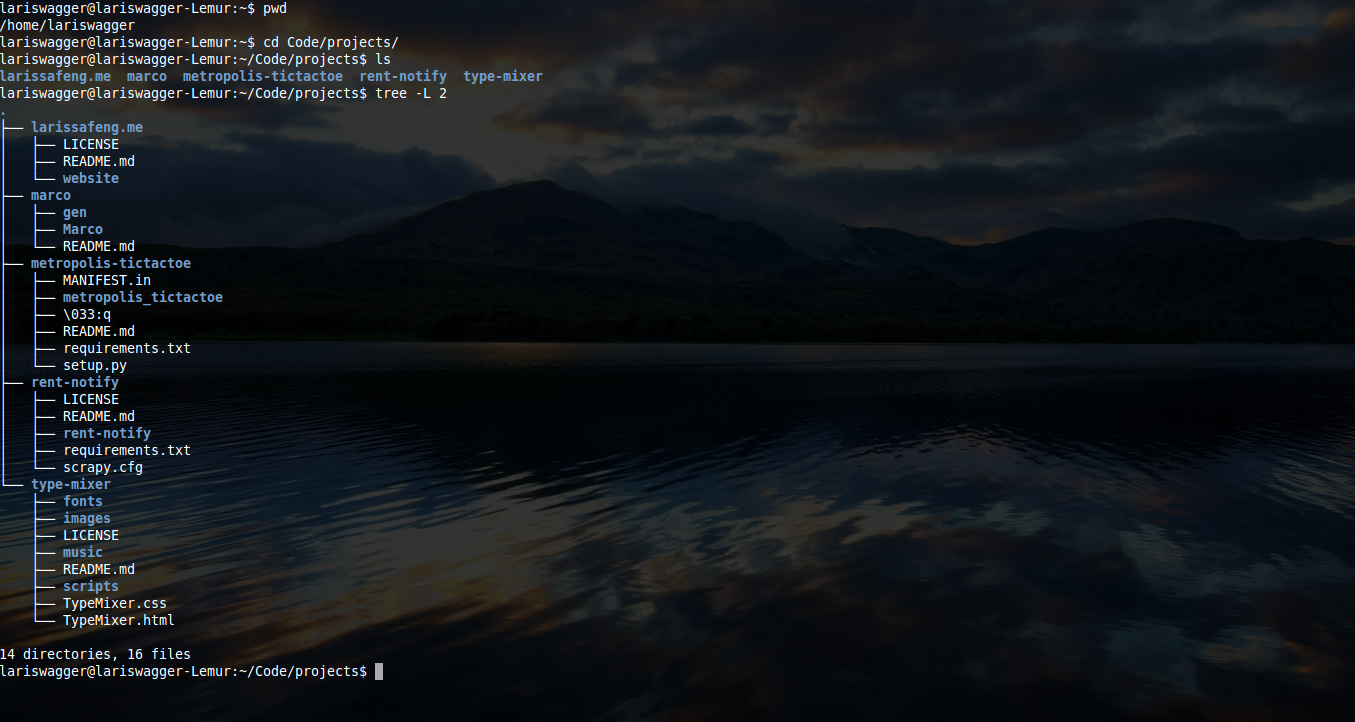 lariswagger@lariswagger-Lemur:~$ pwd
/home/lariswagger
lariswagger@lariswagger-Lemur:~$ cd Code/projects/
lariswagger@lariswagger-Lemur:~/Code/projects$ ls
larissafeng.me  marco  metropolis-tictactoe  rent-notify  type-mixer
lariswagger@lariswagger-Lemur:~/Code/projects$ tree -L 2
.
├── larissafeng.me
│   ├── LICENSE
│   ├── README.md
│   └── website
├── marco
│   ├── gen
│   ├── Marco
│   └── README.md
├── metropolis-tictactoe
│   ├── MANIFEST.in
│   ├── metropolis_tictactoe
│   ├── \033:q
│   ├── README.md
│   ├── requirements.txt
│   └── setup.py
├── rent-notify
│   ├── LICENSE
│   ├── README.md
│   ├── rent-notify
│   ├── requirements.txt
│   └── scrapy.cfg
└── type-mixer
    ├── fonts
    ├── images
    ├── LICENSE
    ├── music
    ├── README.md
    ├── scripts
    ├── TypeMixer.css
    └── TypeMixer.html

14 directories, 16 files
lariswagger@lariswagger-Lemur:~/Code/projects$